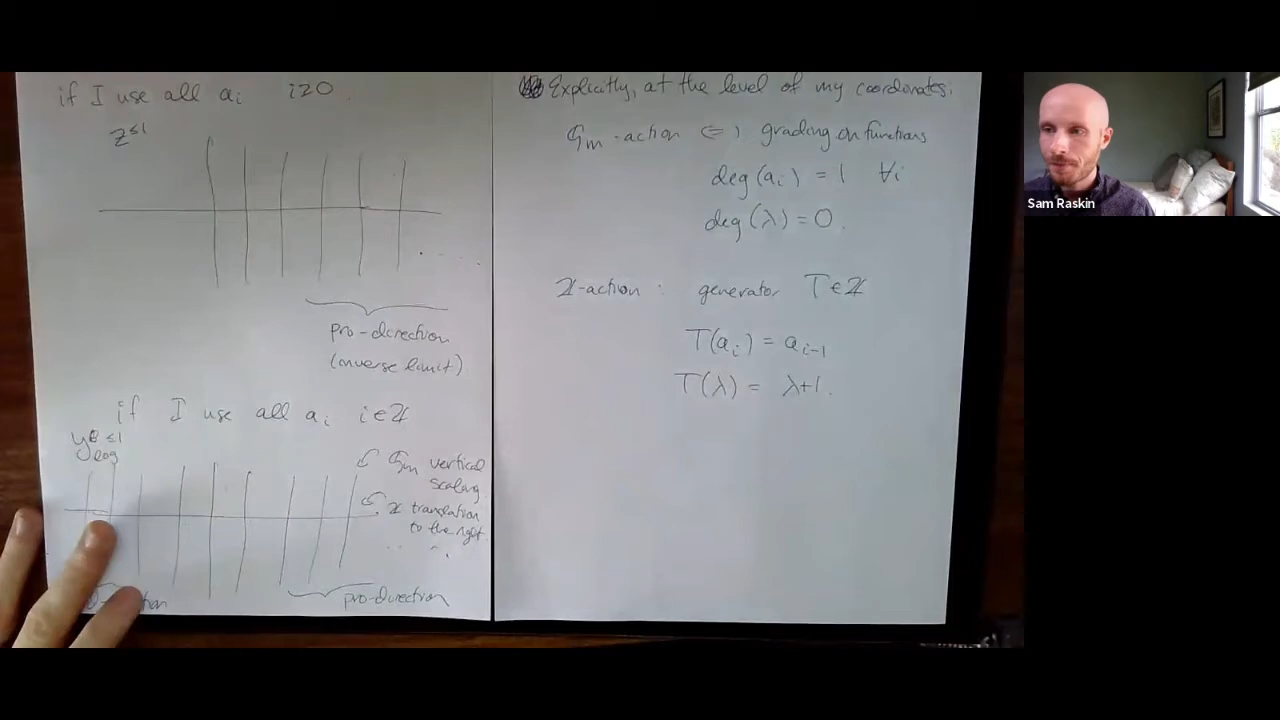 if I use all aᵢ i≥0
Z^≤1
pro-direction
(inverse limit)
if I use all aᵢ i∈ℤ
Y^≤1_log
𝔾ₘ vertical
scaling
ℤ translation
to the right
pro-direction
Explicitly, at the level of my coordinates,
𝔾ₘ-action ⇔ grading on functions
deg(aᵢ) = 1 ∀i
deg(λ) = 0.
ℤ-action: generator T∈ℤ
T(aᵢ) = aᵢ₋₁
T(λ) = λ+1.
Sam Raskin